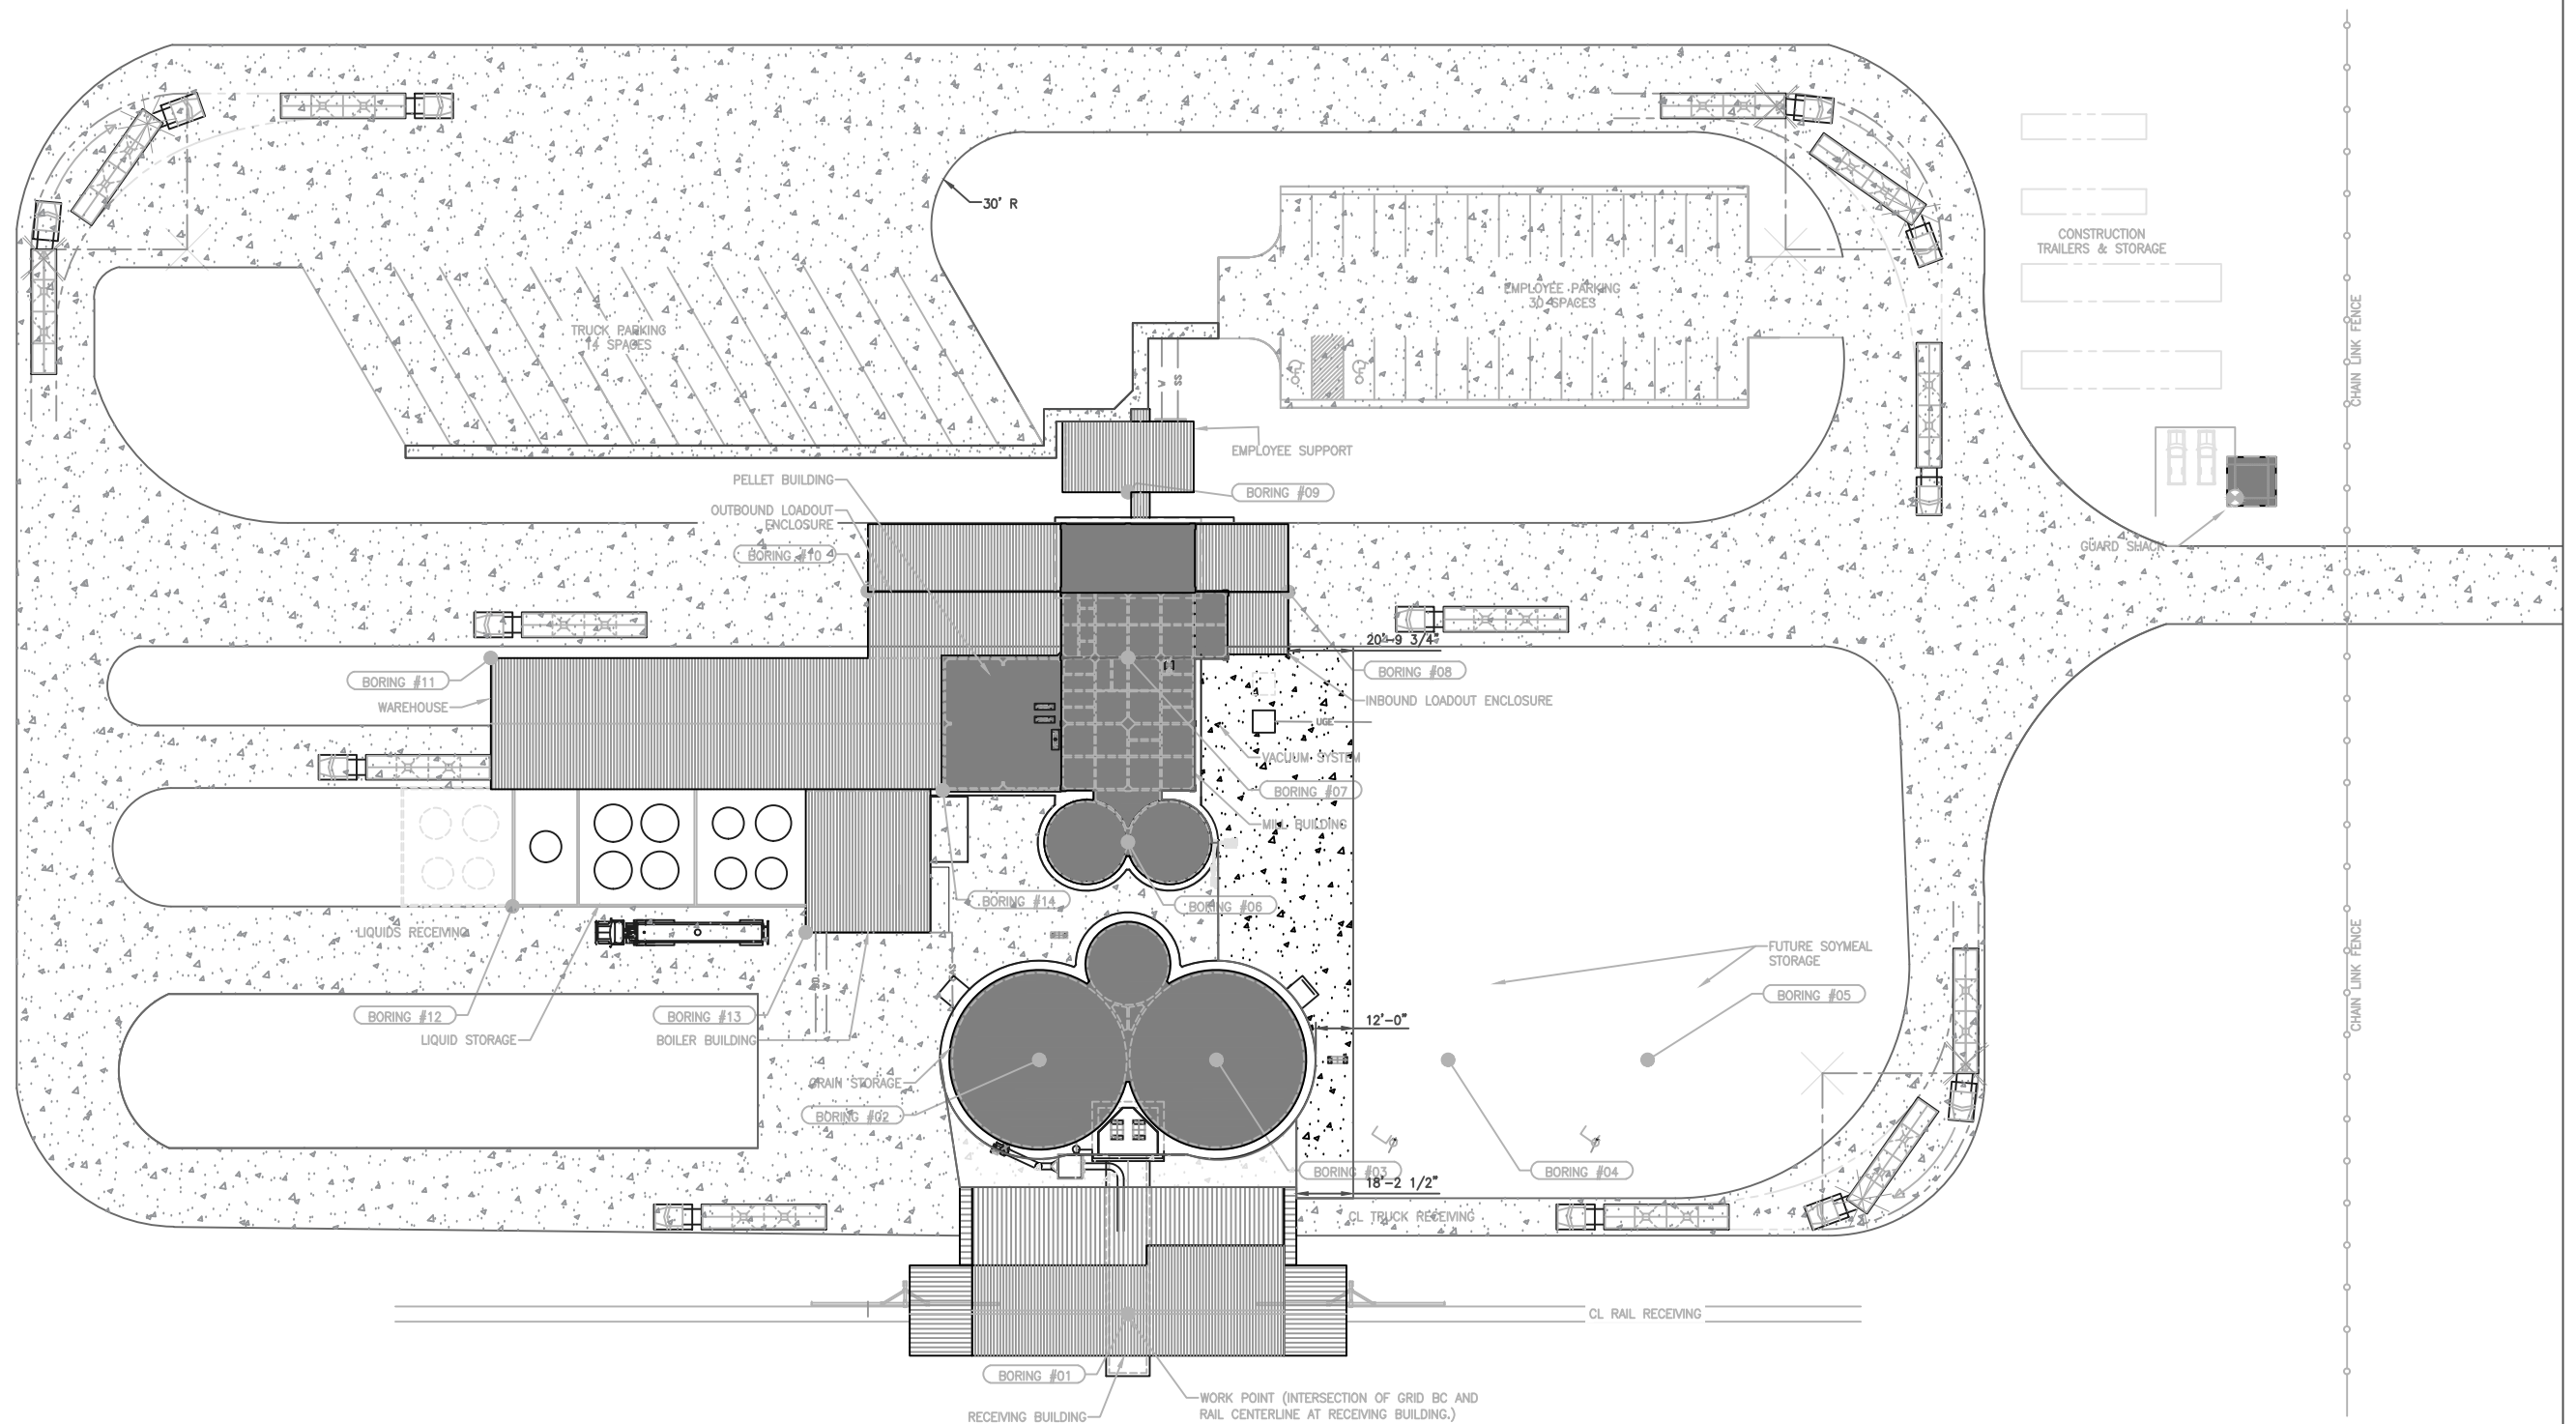 30' R
CONSTRUCTION
TRAILERS & STORAGE
EMPLOYEE PARKING
30 SPACES
CHAIN LINK FENCE
TRUCK PARKING
14 SPACES
W
SS
EMPLOYEE SUPPORT
PELLET BUILDING
BORING #09
OUTBOUND LOADOUT
ENCLOSURE
BORING #10
GUARD SHACK
20'-9 3/4"
BORING #08
BORING #11
INBOUND LOADOUT ENCLOSURE
WAREHOUSE
UGE
VACUUM SYSTEM
BORING #07
MILL BUILDING
BORING #14
BORING #06
LIQUIDS RECEIVING
FUTURE SOYMEAL
STORAGE
CHAIN LINK FENCE
BORING #05
BORING #12
BORING #13
12'-0"
LIQUID STORAGE
BOILER BUILDING
GRAIN STORAGE
BORING #02
BORING #03
BORING #04
18'-2 1/2"
CL TRUCK RECEIVING
CL RAIL RECEIVING
BORING #01
WORK POINT (INTERSECTION OF GRID BC AND
RAIL CENTERLINE AT RECEIVING BUILDING.)
RECEIVING BUILDING